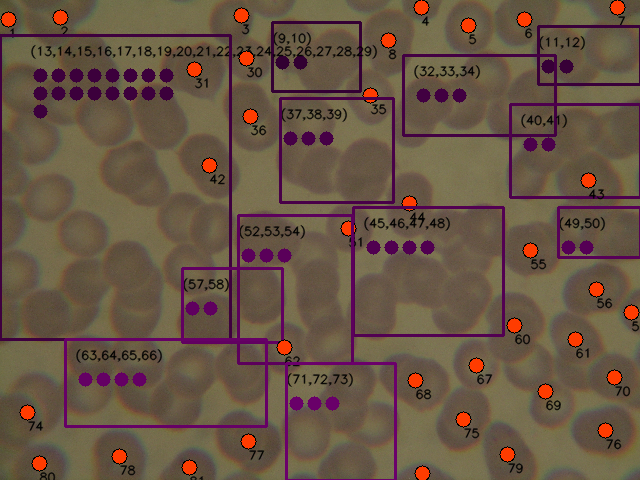 1 2 3 4 5 6 7
8 (9,10) (11,12)
(13,14,15,16,17,18,19,20,21,22,23,24,25,26,27,28,29)
30 31 (32,33,34) 35
36 (37,38,39) (40,41)
42 43 44
(45,46,47,48) (49,50)
51 (52,53,54) 55
56 (57,58)
60 61 62
(63,64,65,66) 67
68 69 70
(71,72,73)
74 75 76
77 78 79
80